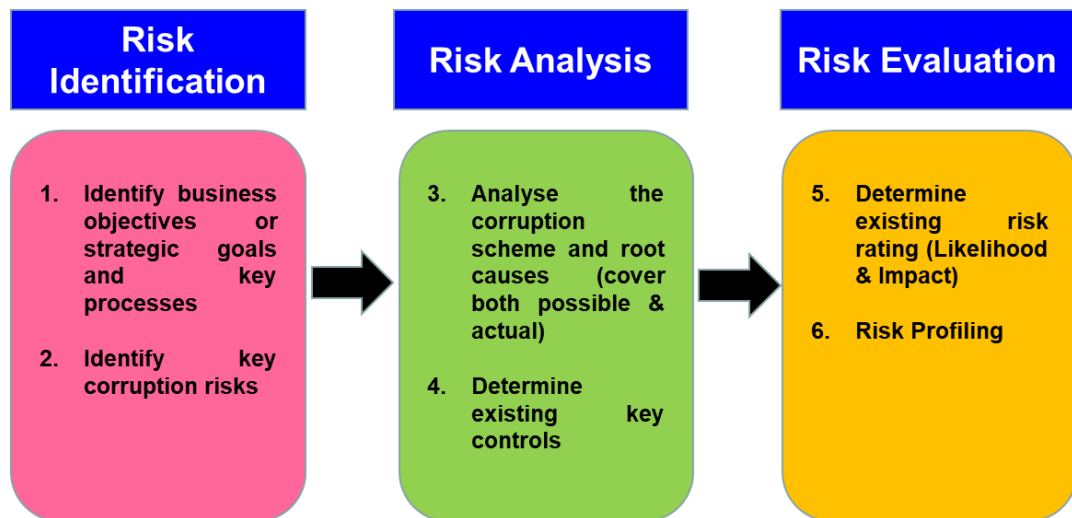 Risk
Identification
1. Identify business
objectives or
strategic goals
and key
processes
2. Identify key
corruption risks
Risk Analysis
3. Analyse the
corruption
scheme and root
causes (cover
both possible &
actual)
4. Determine
existing key
controls
Risk Evaluation
5. Determine
existing risk
rating (Likelihood
& Impact)
6. Risk Profiling